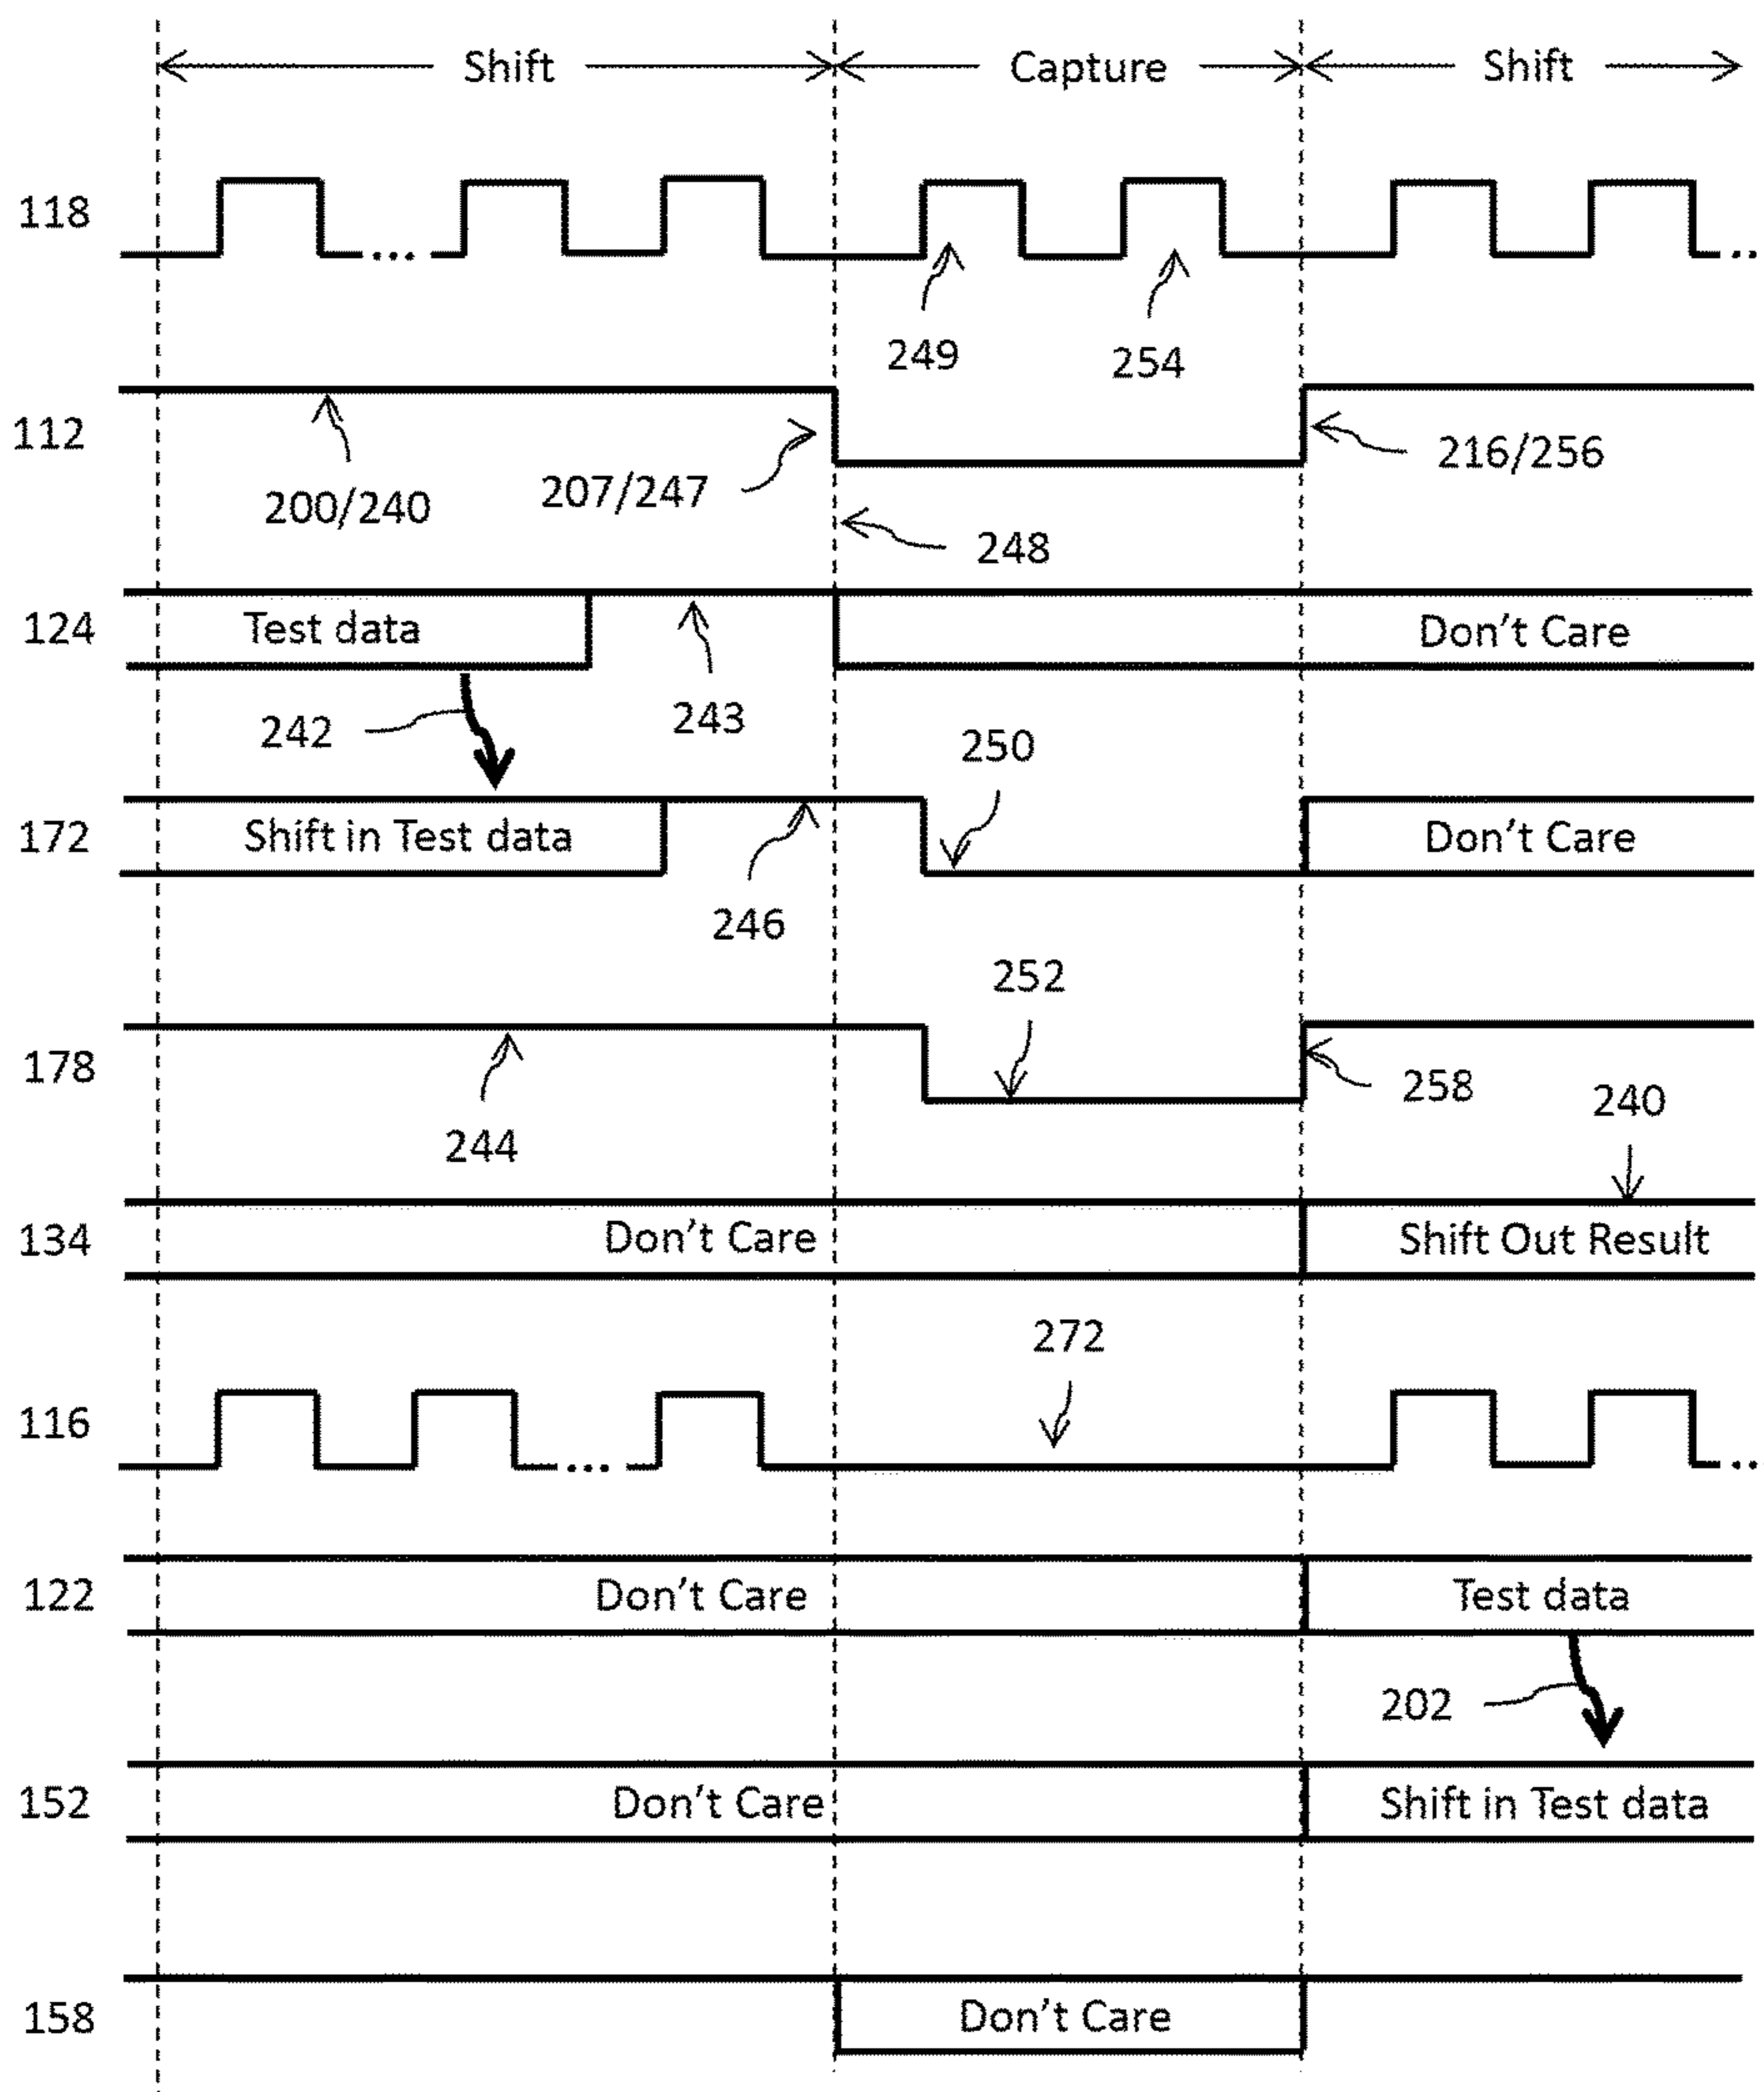 Shift Capture Shift
118
...
...
249 254
112
216/256
200/240 207/247
248
124 Test data Don't Care
242 243
250
172 Shift in Test data Don't Care
246
252
178
258 240
244
134 Don't Care Shift Out Result
272
116
...
...
122 Don't Care Test data
202
152 Don't Care Shift in Test data
158 Don't Care